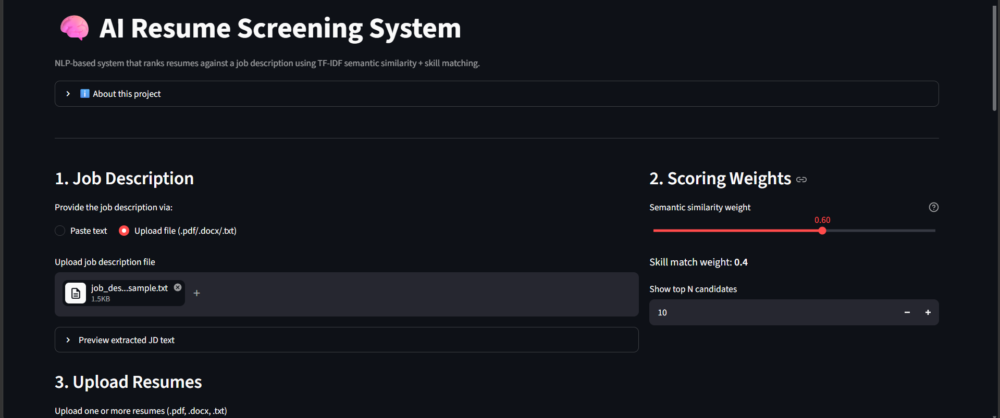 AI Resume Screening System
NLP-based system that ranks resumes against a job description using TF-IDF semantic similarity + skill matching.
About this project
1. Job Description
Provide the job description via:
Paste text
Upload file (.pdf/.docx/.txt)
Upload job description file
job_des...sample.txt
1.5KB
Preview extracted JD text
2. Scoring Weights
Semantic similarity weight
0.60
Skill match weight: 0.4
Show top N candidates
10
3. Upload Resumes
Upload one or more resumes (.pdf, .docx, .txt)